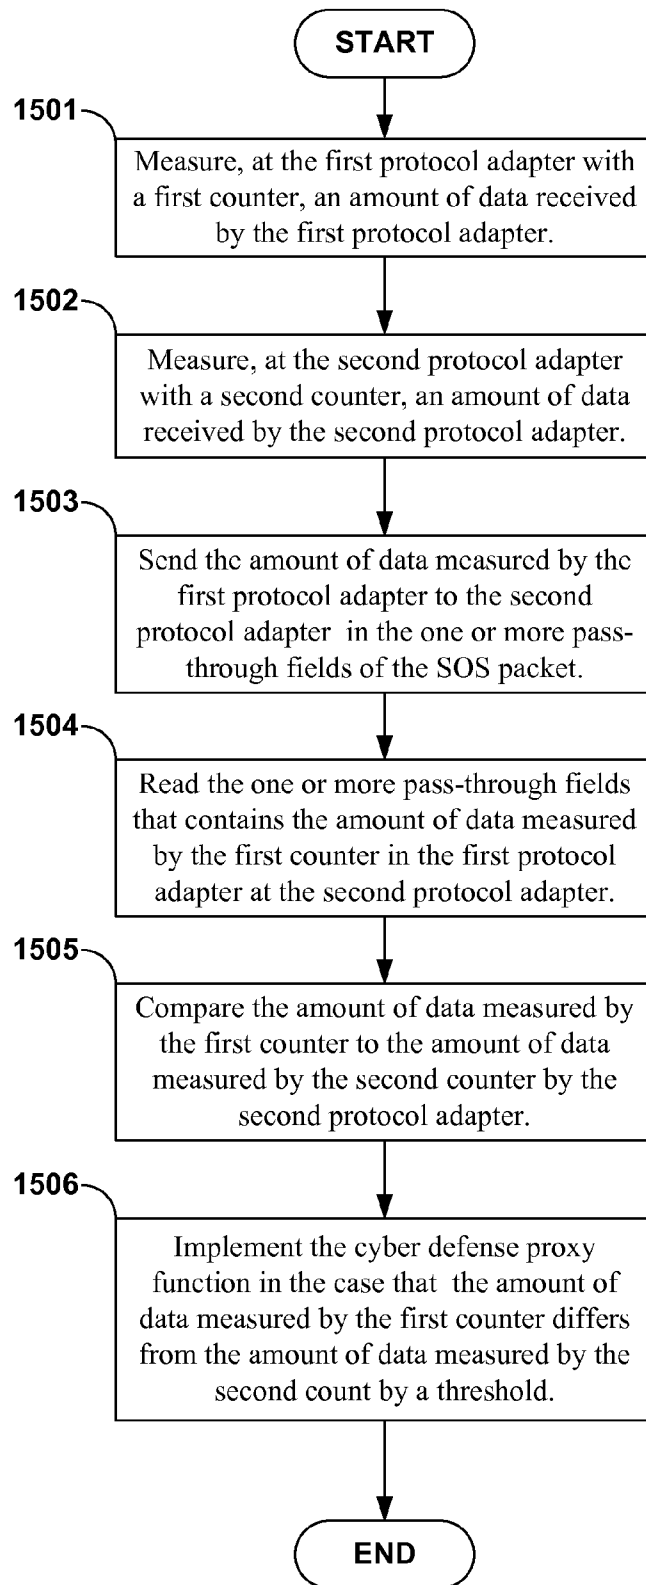 START
1501
Measure, at the first protocol adapter with
a first counter, an amount of data received
by the first protocol adapter.
1502
Measure, at the second protocol adapter
with a second counter, an amount of data
received by the second protocol adapter.
1503
Send the amount of data measured by the
first protocol adapter to the second
protocol adapter in the one or more pass-
through fields of the SOS packet.
1504
Read the one or more pass-through fields
that contains the amount of data measured
by the first counter in the first protocol
adapter at the second protocol adapter.
1505
Compare the amount of data measured by
the first counter to the amount of data
measured by the second counter by the
second protocol adapter.
1506
Implement the cyber defense proxy
function in the case that the amount of
data measured by the first counter differs
from the amount of data measured by the
second count by a threshold.
END